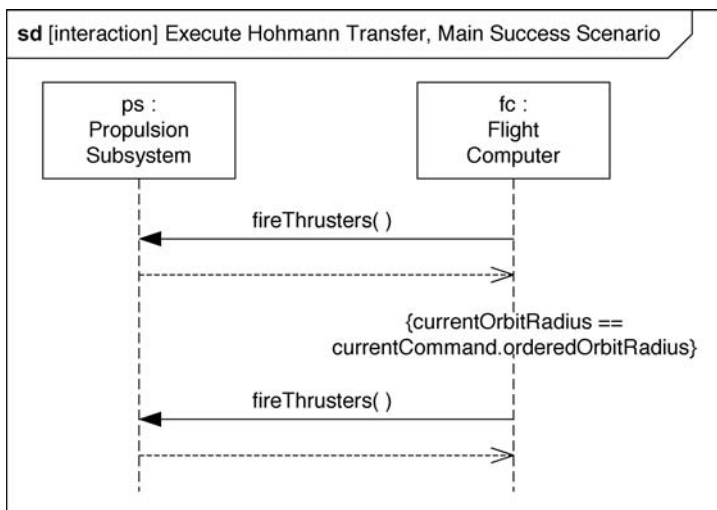 sd [interaction] Execute Hohmann Transfer, Main Success Scenario
ps :
Propulsion
Subsystem
fc :
Flight
Computer
fireThrusters( )
{currentOrbitRadius ==
currentCommand.orderedOrbitRadius}
fireThrusters( )